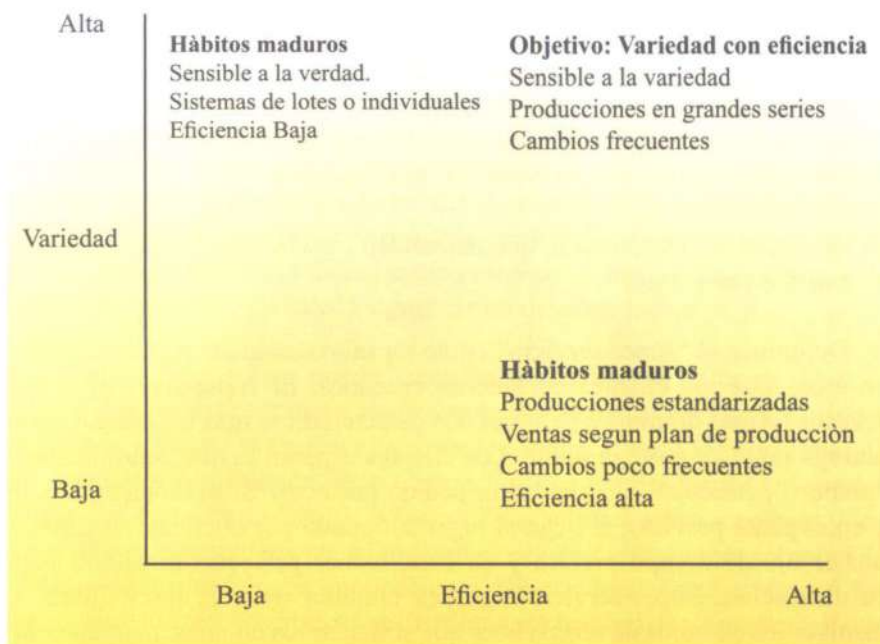 Alta
Hàbitos maduros
Sensible a la verdad.
Sistemas de lotes o individuales
Eficiencia Baja
Objetivo: Variedad con eficiencia
Sensible a la variedad
Producciones en grandes series
Cambios frecuentes
Variedad
Hàbitos maduros
Producciones estandarizadas
Ventas segun plan de producciòn
Cambios poco frecuentes
Eficiencia alta
Baja
Baja
Eficiencia
Alta